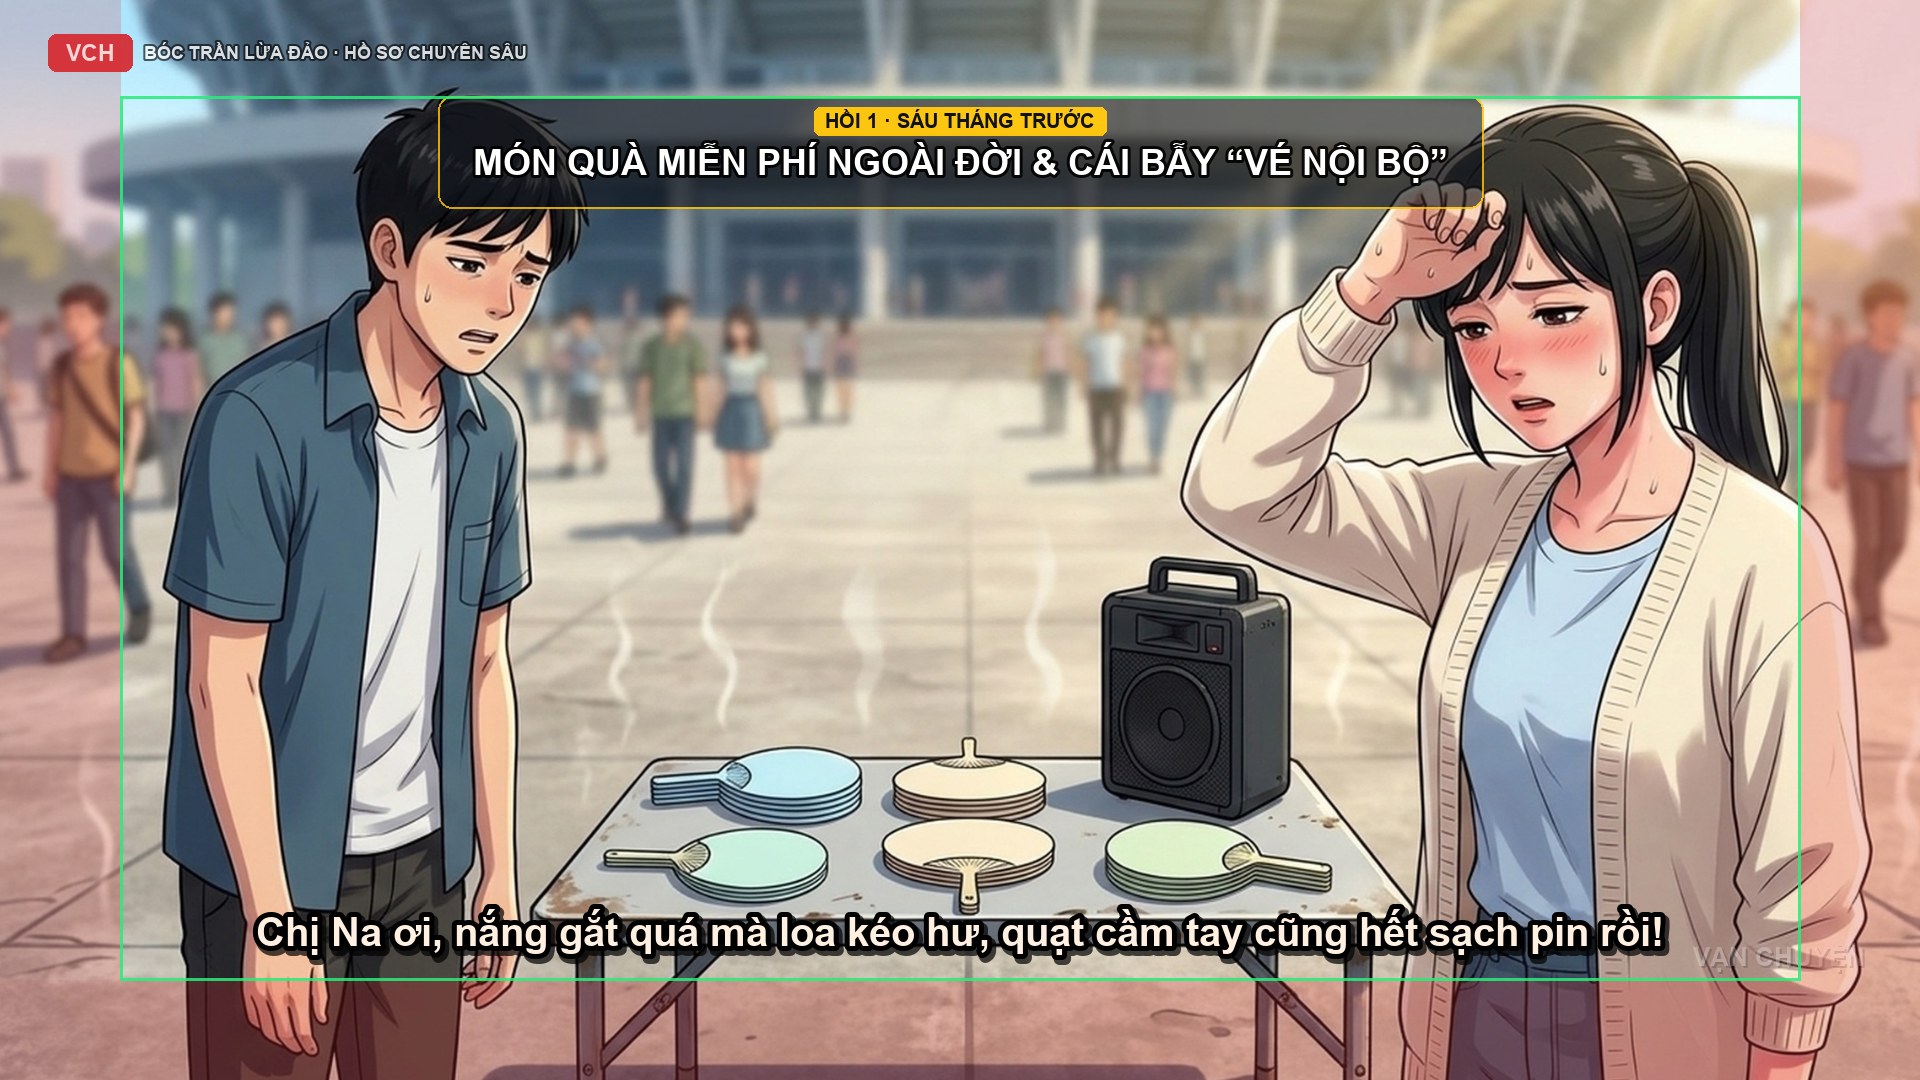 VCH BÓC TRẦN LỪA ĐẢO · HỒ SƠ CHUYÊN SÂU
HỒI 1 · SÁU THÁNG TRƯỚC
MÓN QUÀ MIỄN PHÍ NGOÀI ĐỜI & CÁI BẪY “VÉ NỘI BỘ”
Chị Na ơi, nắng gắt quá mà loa kéo hư, quạt cầm tay cũng hết sạch pin rồi!
VẠN CHUYỆN